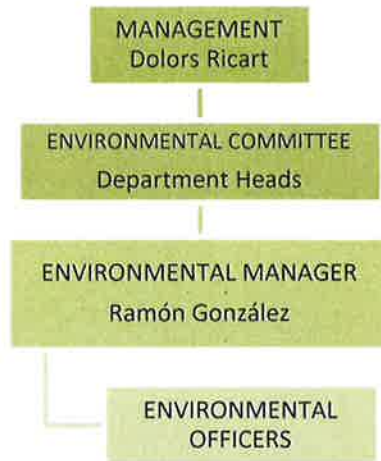 MANAGEMENT
Dolors Ricart
ENVIRONMENTAL COMMITTEE
Department Heads
ENVIRONMENTAL MANAGER
Ramón González
ENVIRONMENTAL
OFFICERS